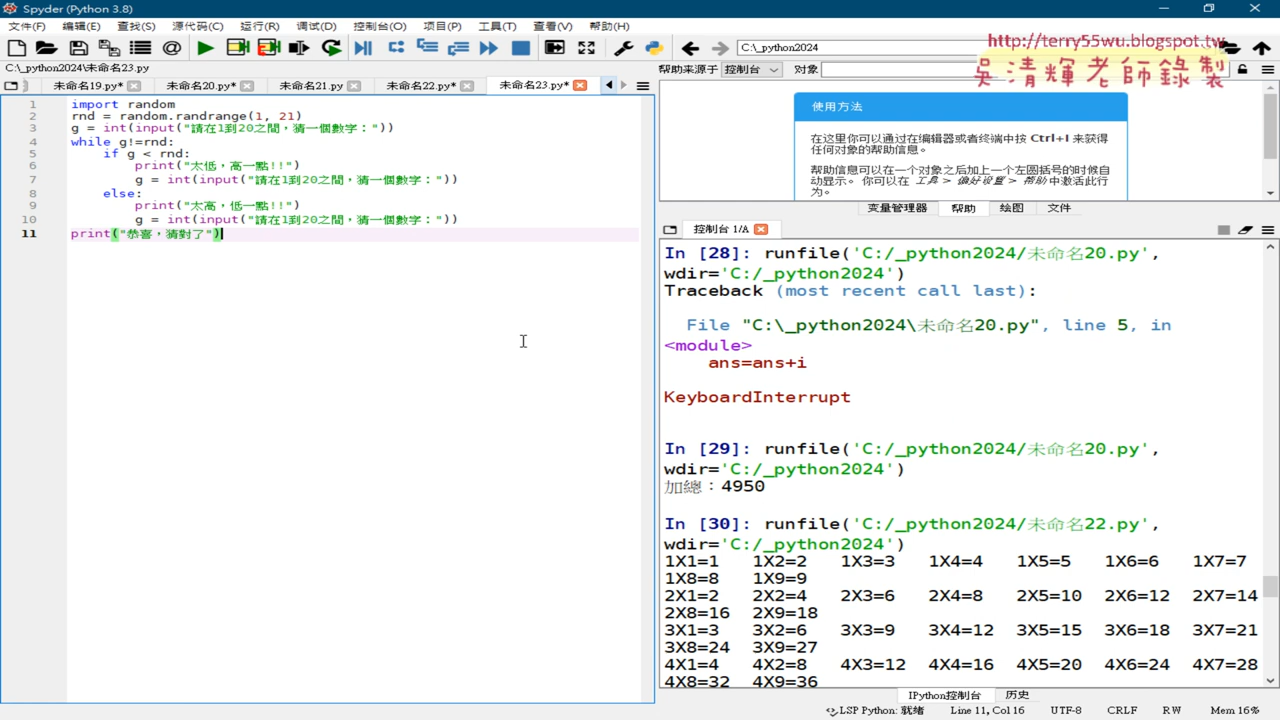 Spyder (Python 3.8)
文件(F) 编辑(E) 查找(S) 源代码(C) 运行(R) 调试(D) 控制台(O) 项目(P) 工具(T) 查看(V) 帮助(H)
C:\_python2024
http://terry55wu.blogspot.tw
吳清輝老師錄製
C:\_python2024\未命名23.py
未命名19.py* 未命名20.py* 未命名21.py 未命名22.py* 未命名23.py*
帮助来源于 控制台 对象
1 import random
2 rnd = random.randrange(1, 21)
3 g = int(input("請在1到20之間，猜一個數字："))
4 while g!=rnd:
5 if g < rnd:
6 print("太低，高一點!!")
7 g = int(input("請在1到20之間，猜一個數字："))
8 else:
9 print("太高，低一點!!")
10 g = int(input("請在1到20之間，猜一個數字："))
11 print("恭喜，猜對了")
使用方法
在这里你可以通过在编辑器或者终端中按 Ctrl+I 来获得
任何对象的帮助信息。
帮助信息可以在一个对象之后加上一个左圆括号的时候自
动显示。 你可以在 工具 > 偏好设置 > 帮助 中激活此行
为。
变量管理器 帮助 绘图 文件
控制台 1/A
In [28]: runfile('C:/_python2024/未命名20.py',
wdir='C:/_python2024')
Traceback (most recent call last):
File "C:\_python2024\未命名20.py", line 5, in
<module>
ans=ans+i
KeyboardInterrupt
In [29]: runfile('C:/_python2024/未命名20.py',
wdir='C:/_python2024')
加總：4950
In [30]: runfile('C:/_python2024/未命名22.py',
wdir='C:/_python2024')
1X1=1 1X2=2 1X3=3 1X4=4 1X5=5 1X6=6 1X7=7
1X8=8 1X9=9
2X1=2 2X2=4 2X3=6 2X4=8 2X5=10 2X6=12 2X7=14
2X8=16 2X9=18
3X1=3 3X2=6 3X3=9 3X4=12 3X5=15 3X6=18 3X7=21
3X8=24 3X9=27
4X1=4 4X2=8 4X3=12 4X4=16 4X5=20 4X6=24 4X7=28
4X8=32 4X9=36
IPython控制台 历史
LSP Python: 就绪 Line 11, Col 16 UTF-8 CRLF RW Mem 16%